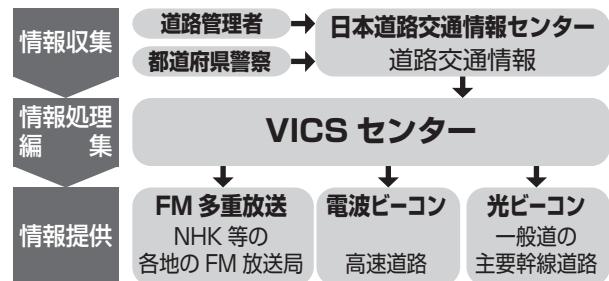 情報収集
道路管理者
都道府県警察
日本道路交通情報センター
道路交通情報
情報処理
編集
VICS センター
情報提供
FM 多重放送
NHK 等の
各地の FM 放送局
電波ビーコン
高速道路
光ビーコン
一般道の
主要幹線道路